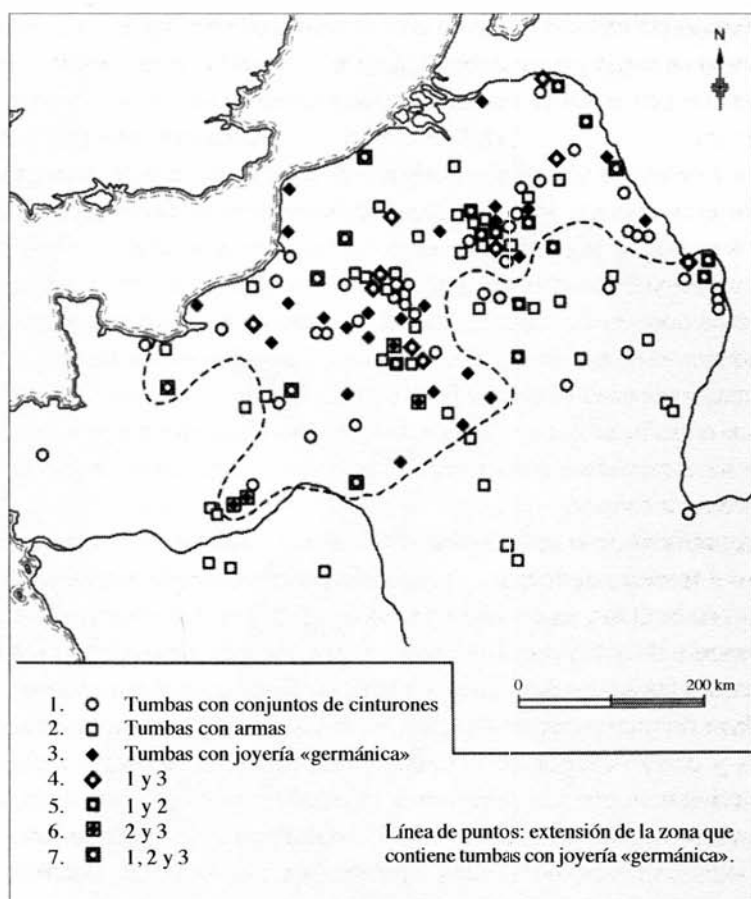 N
0 200 km
1. Tumbas con conjuntos de cinturones
2. Tumbas con armas
3. Tumbas con joyería «germánica»
4. 1 y 3
5. 1 y 2
6. 2 y 3
7. 1, 2 y 3
Línea de puntos: extensión de la zona que
contiene tumbas con joyería «germánica».